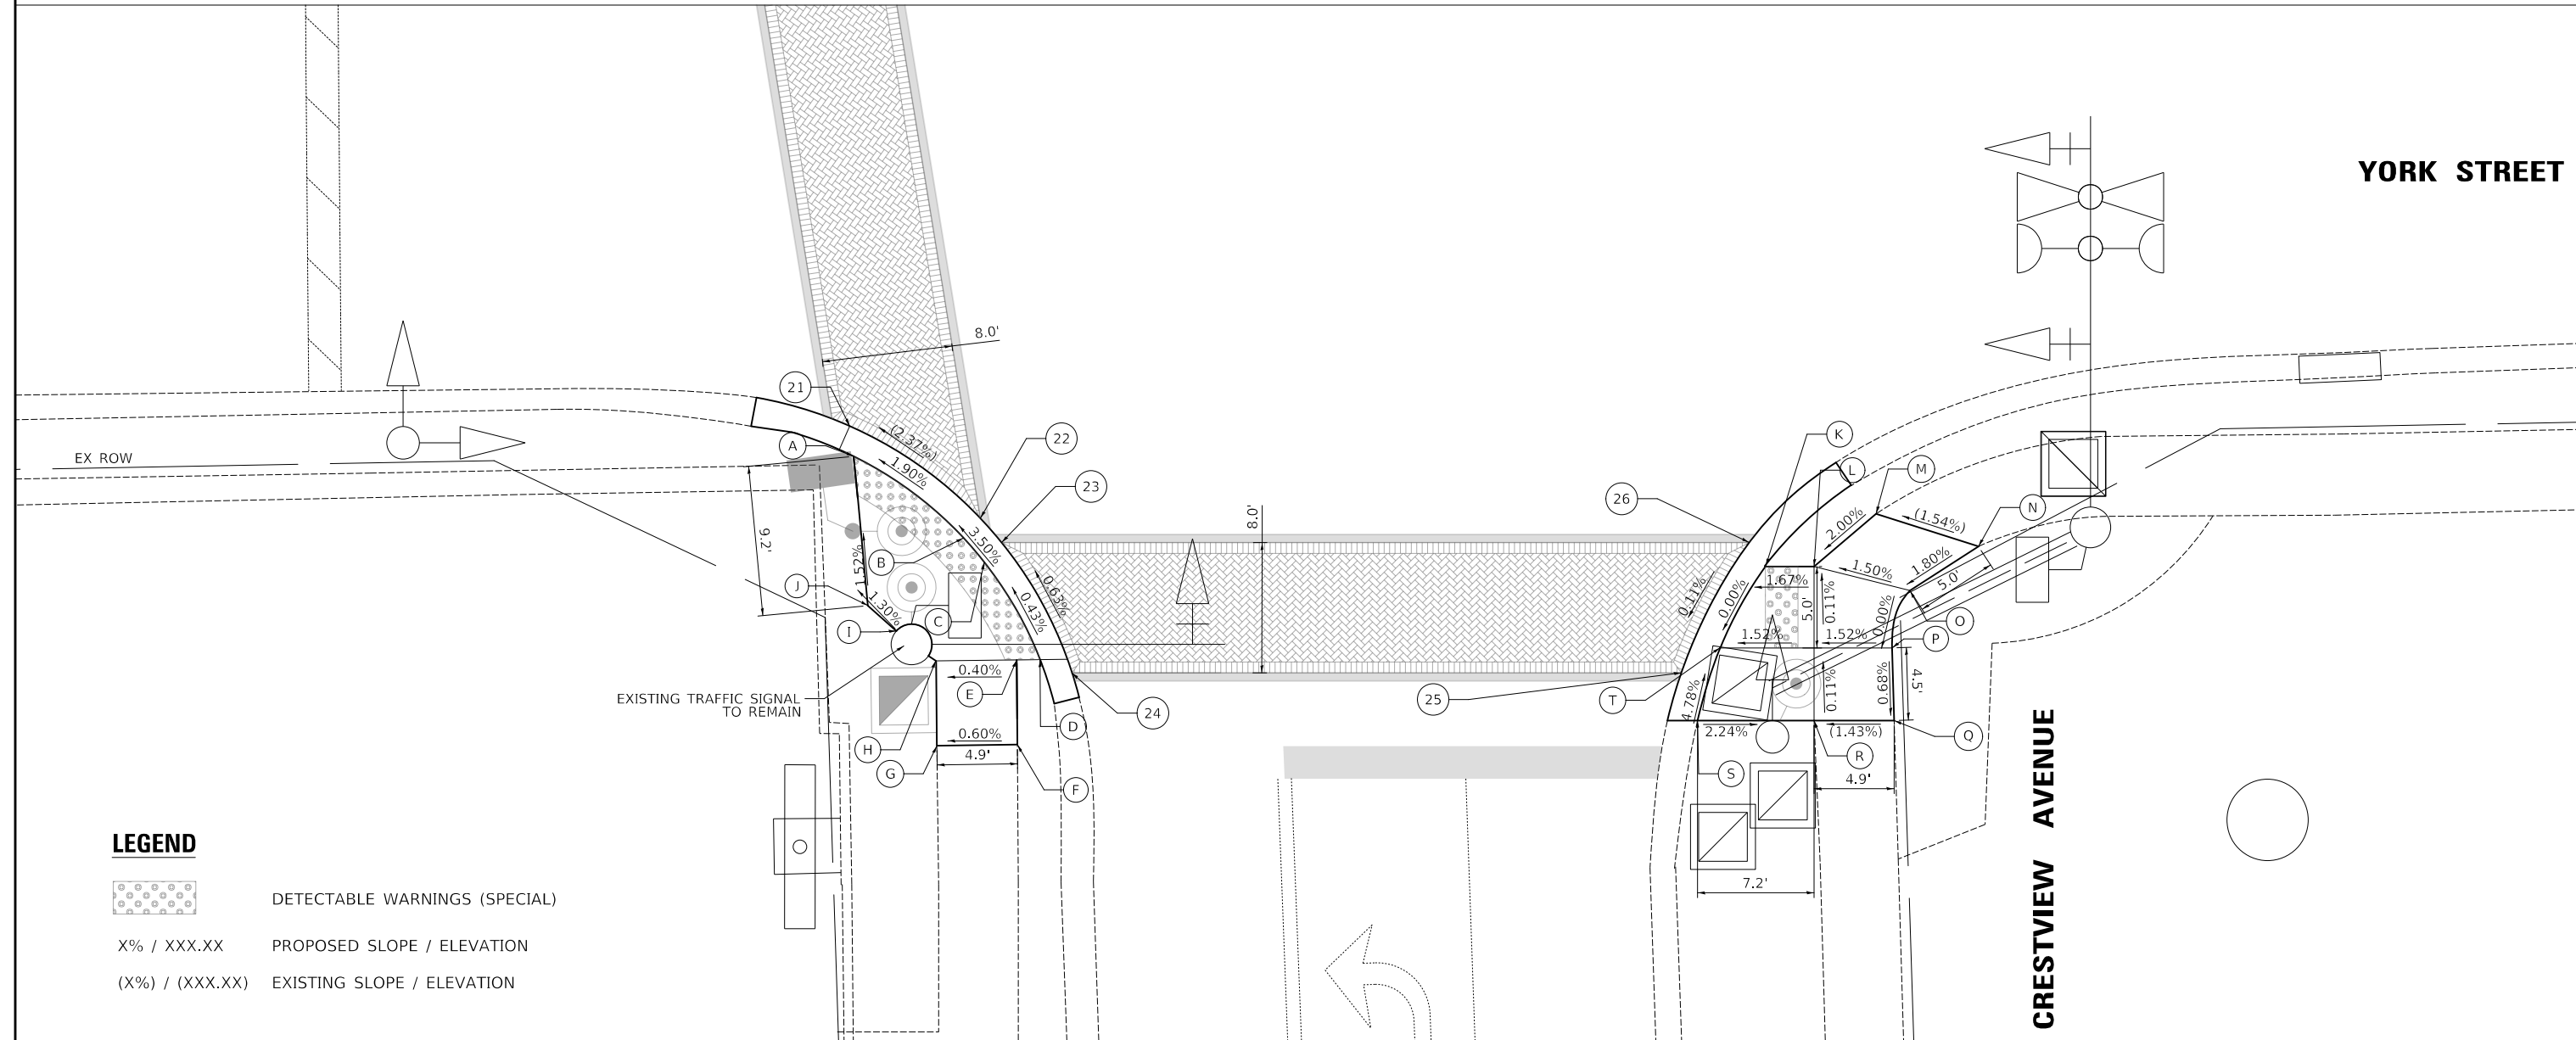 YORK STREET
8.0'
21
(2.37%)
A
22
K
EX ROW
1.90%
L
M
23
26
9.2'
3.50%
8.0'
2.00%
(1.54%)
N
B
1.52%
1.50%
1.80%
5.0'
J
1.30%
0.63%
0.43%
0.11%
0.00%
1.67%
5.0'
0.11%
0.00%
O
I
C
1.52%
1.52%
P
0.40%
E
EXISTING TRAFFIC SIGNAL
TO REMAIN
25
T
4.78%
0.11%
0.68%
4.5'
24
D
0.60%
H
2.24%
(1.43%)
Q
4.9'
G
F
R
S
4.9'
CRESTVIEW AVENUE
7.2'
LEGEND
DETECTABLE WARNINGS (SPECIAL)
X% / XXX.XX PROPOSED SLOPE / ELEVATION
(X%) / (XXX.XX) EXISTING SLOPE / ELEVATION